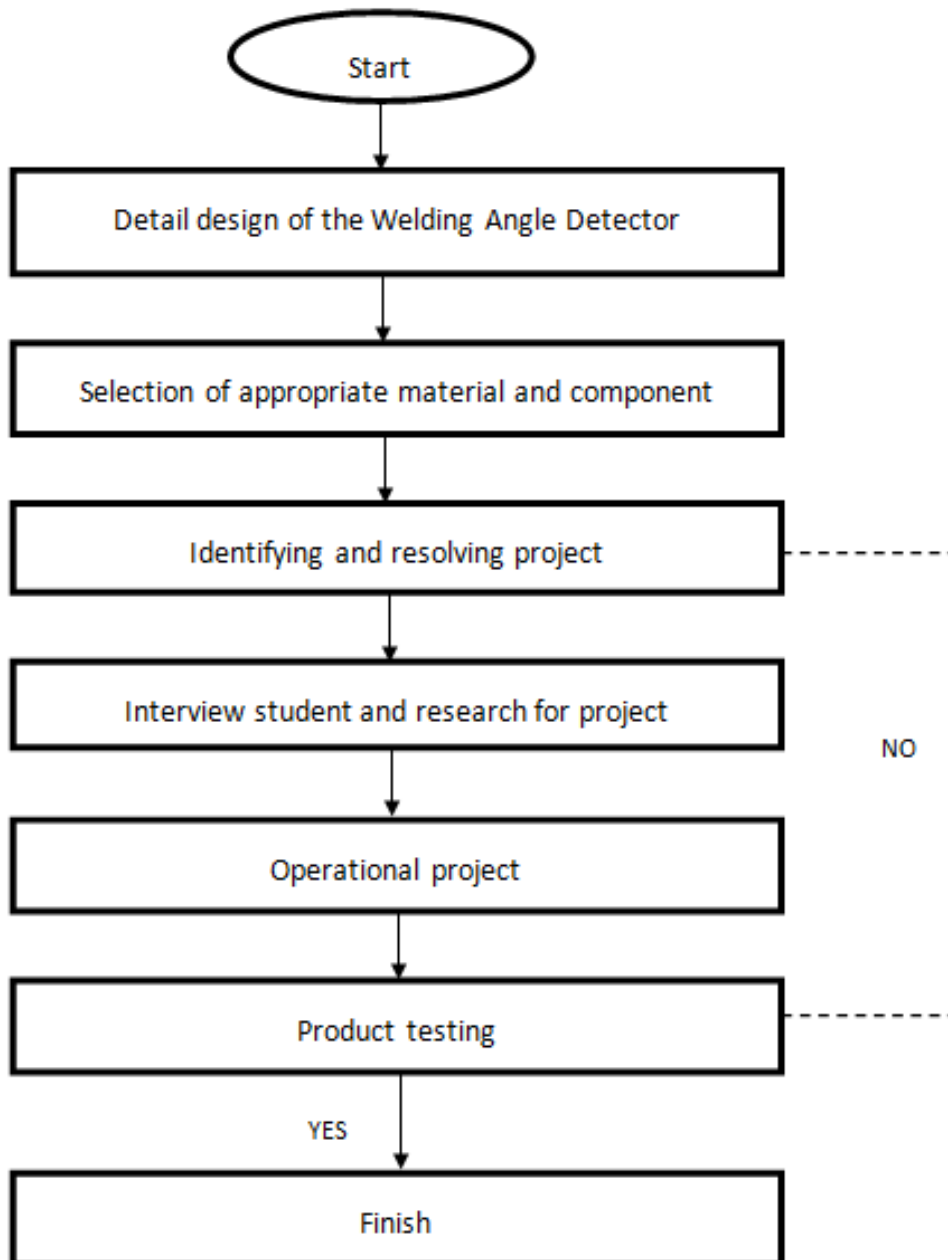 Start
Detail design of the Welding Angle Detector
Selection of appropriate material and component
Identifying and resolving project
Interview student and research for project
NO
Operational project
Product testing
YES
Finish